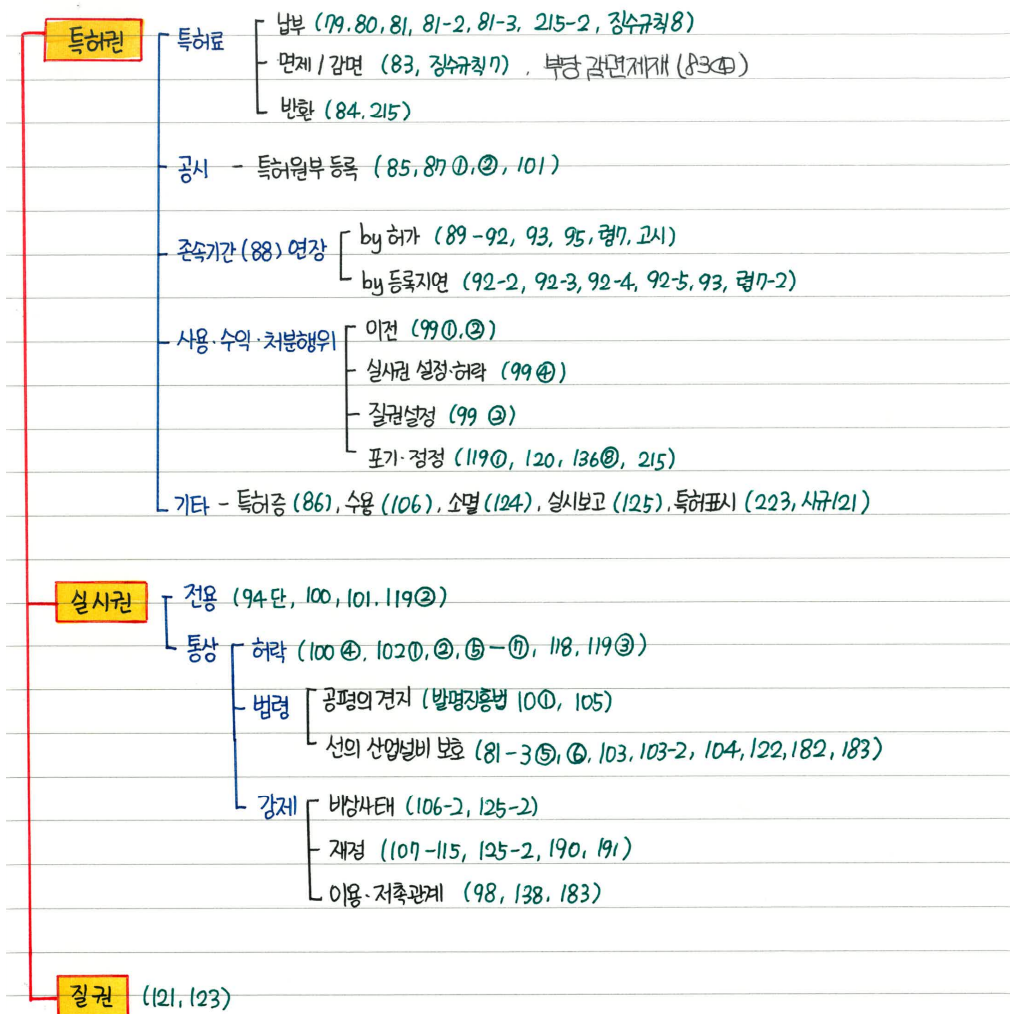 특허권
특허료
납부 (79.80, 81, 81-2, 81-3, 215-2, 징수규칙8)
면제 / 감면 (83, 징수규칙7), 부당감면제재 (83④)
반환 (84, 215)
공시 - 특허원부 등록 (85, 87①,②, 101)
존속기간 (88) 연장
by 허가 (89-92, 93, 95, 령7, 고시)
by 등록지연 (92-2, 92-3, 92-4, 92-5, 93, 령7-2)
사용·수익·처분행위
이전 (99①,②)
실시권 설정·허락 (99④)
질권설정 (99②)
포기·정정 (119①, 120, 136⑧, 215)
기타 - 특허증 (86), 수용 (106), 소멸 (124), 실시보고 (125), 특허표시 (223, 시규121)
실시권
전용 (94단, 100, 101, 119②)
통상
허락 (100④, 102①, ②, ⑤-⑦, 118, 119③)
법령
공평의 견지 (발명진흥법 10①, 105)
선의 산업설비 보호 (81-3⑤, ⑥, 103, 103-2, 104, 122, 182, 183)
강제
비상사태 (106-2, 125-2)
재정 (107-115, 125-2, 190, 191)
이용·저촉관계 (98, 138, 183)
질권 (121, 123)